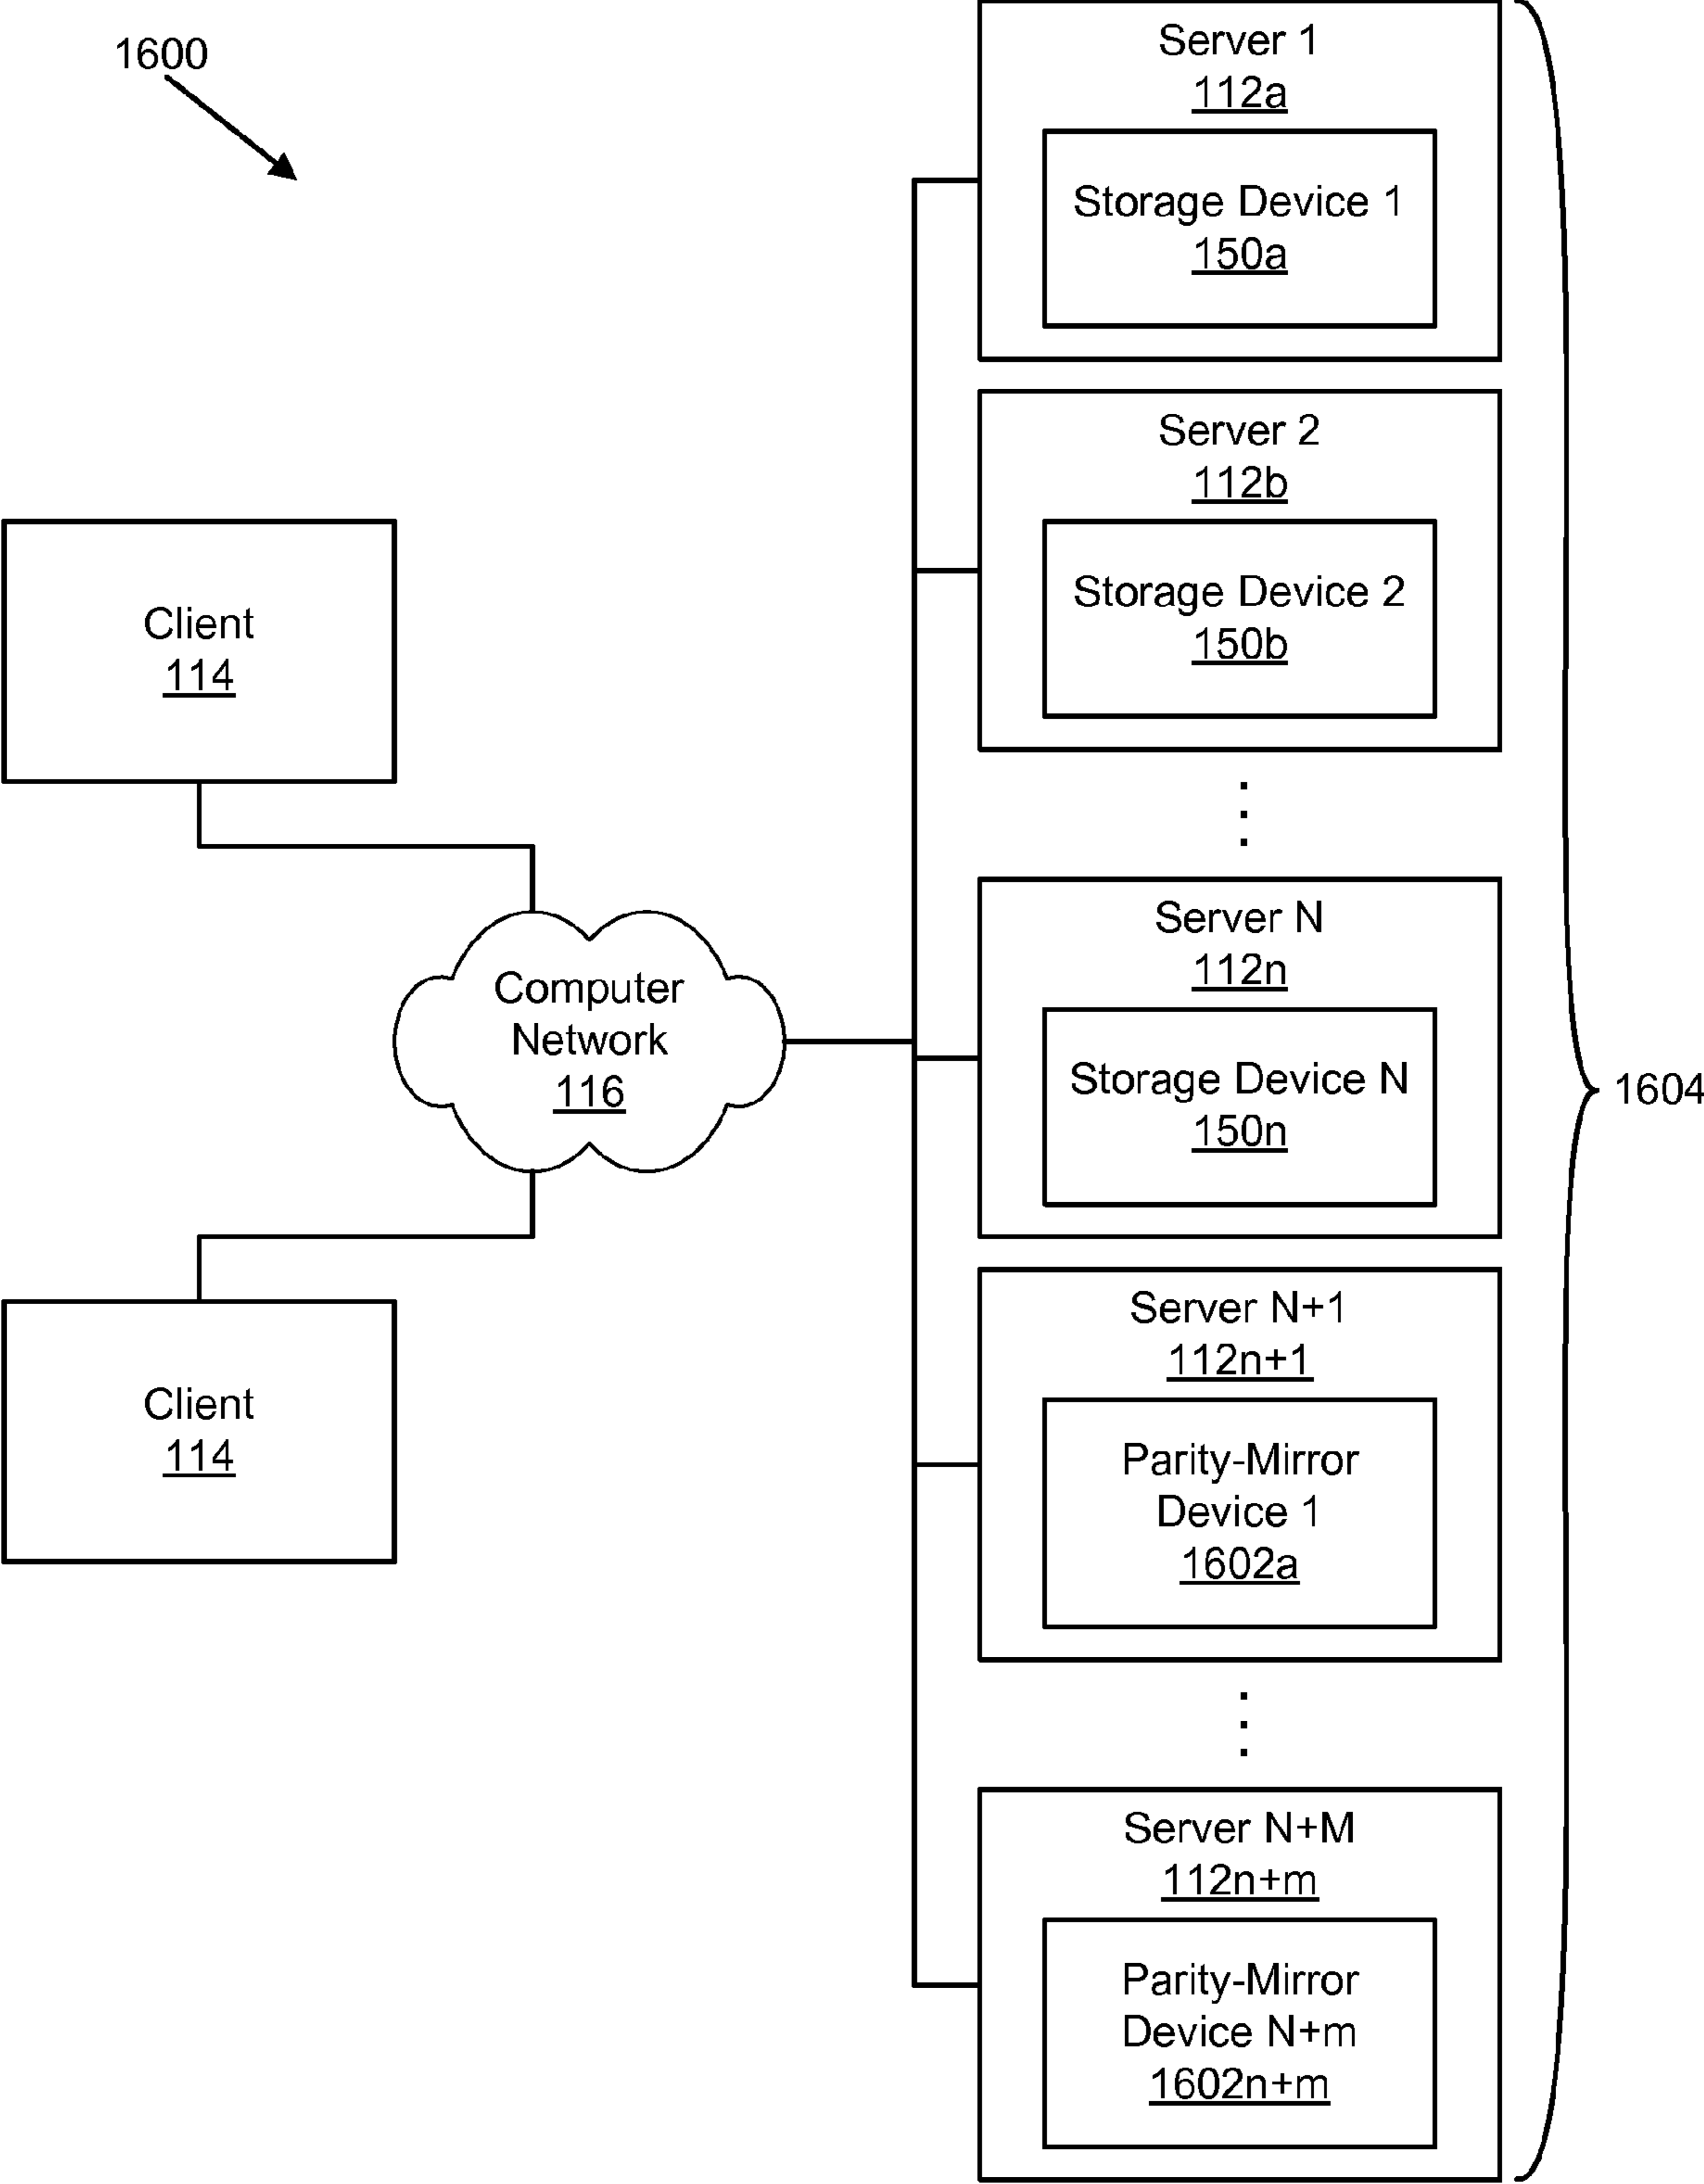 1600
Server 1
112a
Storage Device 1
150a
Server 2
112b
Storage Device 2
150b
Client
114
Server N
112n
Computer
Network
116
Storage Device N
150n
1604
Server N+1
112n+1
Client
114
Parity-Mirror
Device 1
1602a
Server N+M
112n+m
Parity-Mirror
Device N+m
1602n+m